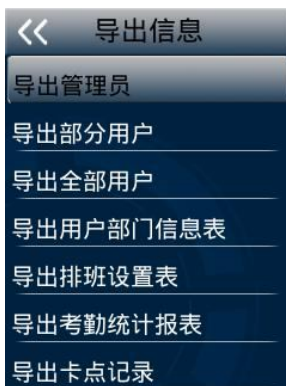 导出信息
导出管理员
导出部分用户
导出全部用户
导出用户部门信息表
导出排班设置表
导出考勤统计报表
导出卡点记录